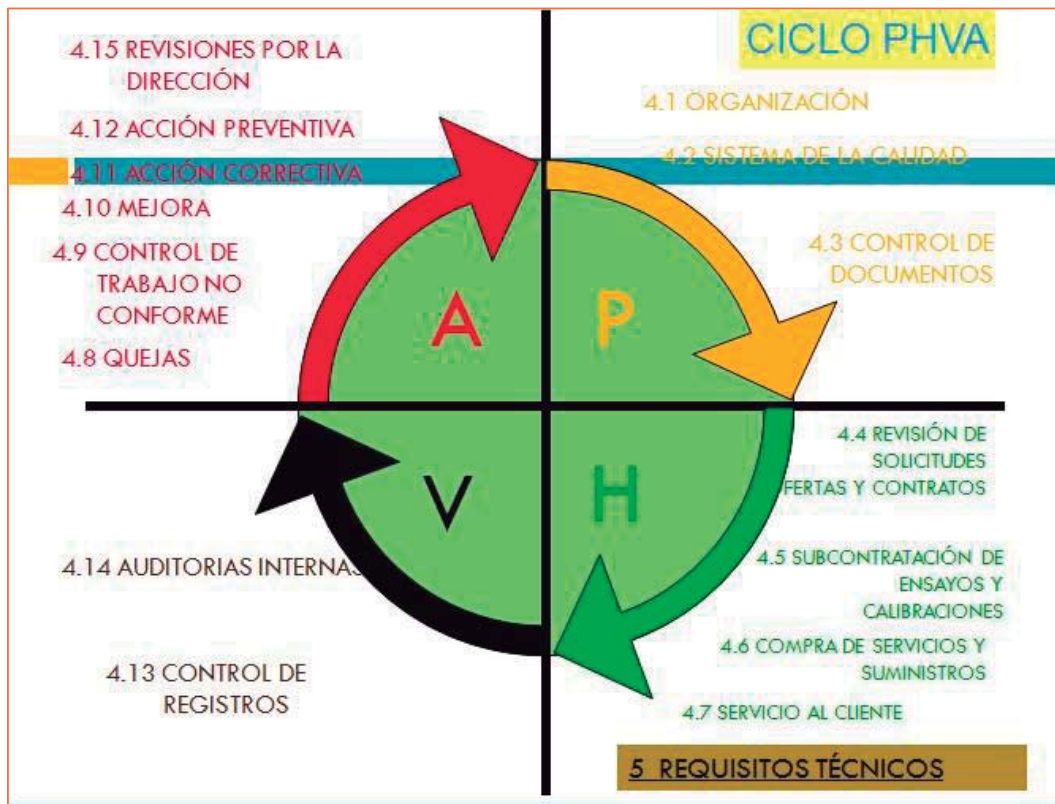 CICLO PHVA
4.15 REVISIONES POR LA
DIRECCIÓN
4.12 ACCIÓN PREVENTIVA
4.11 ACCIÓN CORRECTIVA
4.10 MEJORA
4.9 CONTROL DE
TRABAJO NO
CONFORME
4.8 QUEJAS
4.1 ORGANIZACIÓN
4.2 SISTEMA DE LA CALIDAD
4.3 CONTROL DE
DOCUMENTOS
A
P
V
H
4.4 REVISIÓN DE
SOLICITUDES
FERTAS Y CONTRATOS
4.5 SUBCONTRATACIÓN DE
ENSAYOS Y
CALIBRACIONES
4.6 COMPRA DE SERVICIOS Y
SUMINISTROS
4.7 SERVICIO AL CLIENTE
4.14 AUDITORIAS INTERNAS
4.13 CONTROL DE
REGISTROS
5 REQUISITOS TÉCNICOS